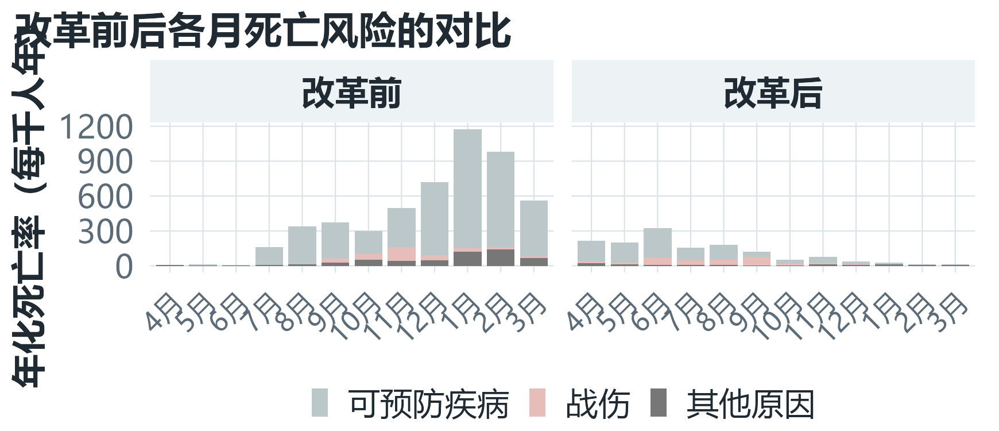 改革前后各月死亡风险的对比
年化死亡率（每千人年
改革前
改革后
1200
900
600
300
0
4月 5月 6月 7月 8月 9月 10月 11月 12月 1月 2月 3月
4月 5月 6月 7月 8月 9月 10月 11月 12月 1月 2月 3月
可预防疾病 战伤 其他原因